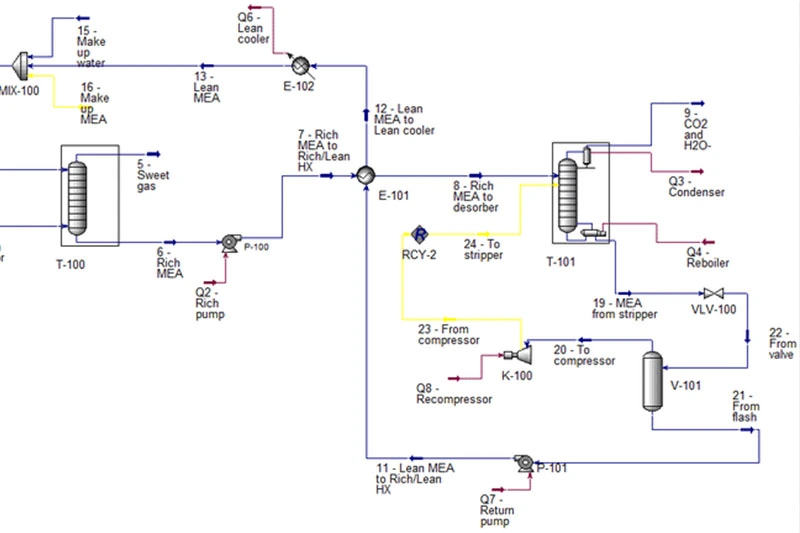 Q6 -
Lean
cooler
15 -
Make
up
water
MIX-100
16 -
Make
up
MEA
13 -
Lean
MEA
E-102
12 - Lean
MEA to
Lean cooler
7 - Rich
MEA to
Rich/Lean
HX
9 -
CO2
and
H2O-
5 -
Sweet
gas
E-101
8 - Rich
MEA to
desorber
Q3 -
Condenser
T-100
6 -
Rich
MEA
P-100
RCY-2
24 - To
stripper
T-101
Q4 -
Reboiler
Q2 -
Rich
pump
19 - MEA
from stripper
VLV-100
23 - From
compressor
20 - To
compressor
22 -
From
valve
K-100
Q8 -
Recompressor
V-101
21 -
From
flash
11 - Lean MEA
to Rich/Lean
HX
P-101
Q7 -
Return
pump